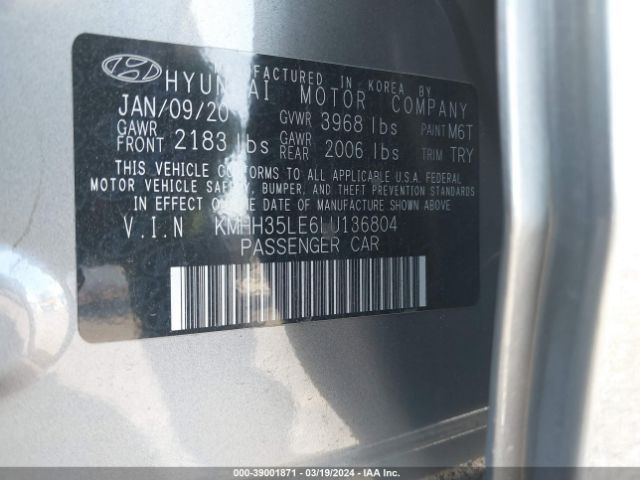 MANUFACTURED IN KOREA BY
HYUNDAI MOTOR COMPANY
JAN/09/20 GVWR 3968 lbs PAINT M6T
GAWR FRONT 2183 lbs GAWR REAR 2006 lbs TRIM TRY
THIS VEHICLE CONFORMS TO ALL APPLICABLE U.S.A. FEDERAL
MOTOR VEHICLE SAFETY, BUMPER, AND THEFT PREVENTION STANDARDS
IN EFFECT ON THE DATE OF MANUFACTURE SHOWN ABOVE.
V.I.N KMHH35LE6LU136804
PASSENGER CAR
000-39001871 - 03/19/2024 - IAA Inc.